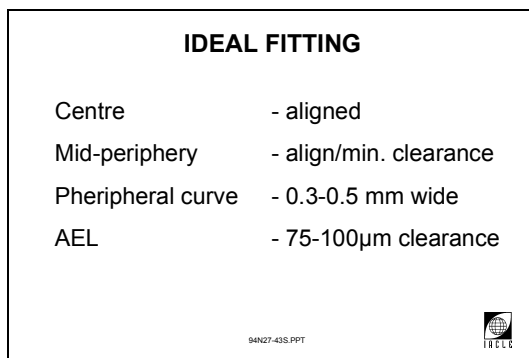 IDEAL FITTING
Centre - aligned
Mid-periphery - align/min. clearance
Pheripheral curve - 0.3-0.5 mm wide
AEL - 75-100µm clearance
94N27-43S.PPT
IACLE